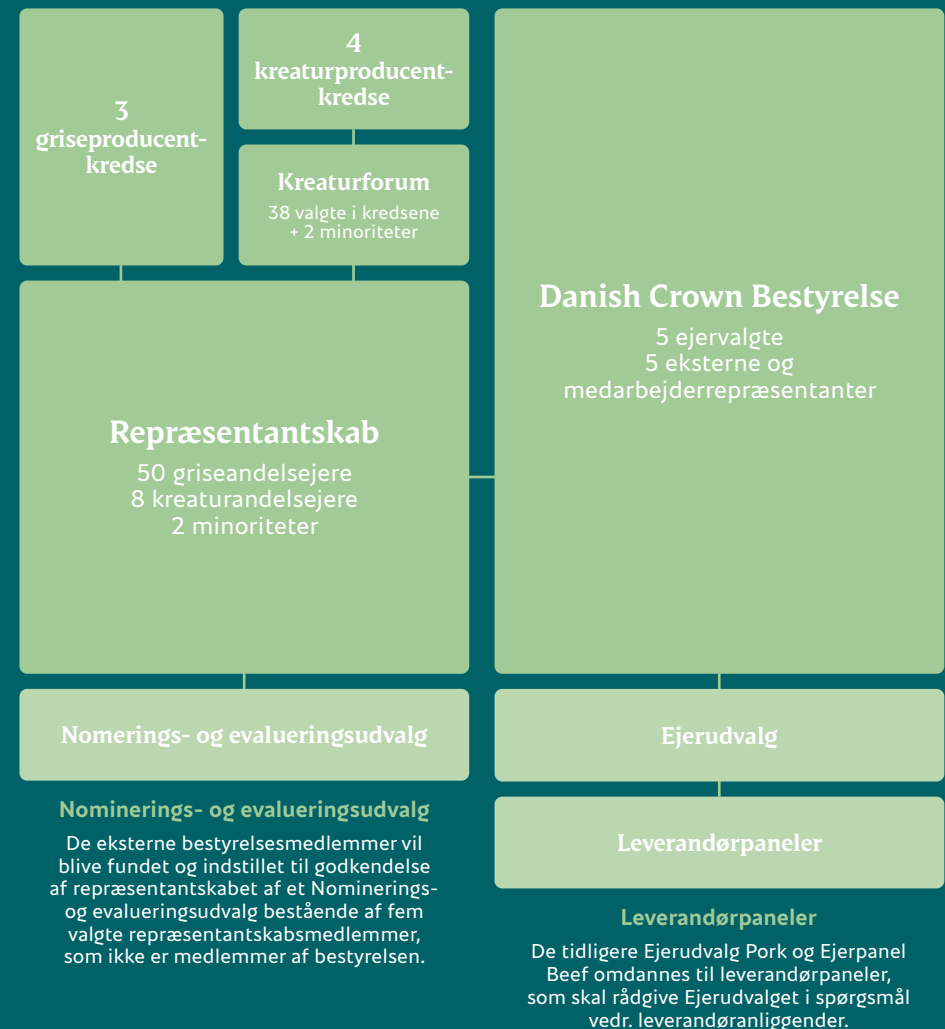 3
griseproducent-
kredse
4
kreaturproducent-
kredse
Kreaturforum
38 valgte i kredsene
+ 2 minoriteter
Repræsentantskab
50 griseandelsejere
8 kreaturandelsejere
2 minoriteter
Danish Crown Bestyrelse
5 ejervalgte
5 eksterne og
medarbejderrepræsentanter
Nomerings- og evalueringsudvalg
Nominerings- og evalueringsudvalg
De eksterne bestyrelsesmedlemmer vil
blive fundet og indstillet til godkendelse
af repræsentantskabet af et Nominerings-
og evalueringsudvalg bestående af fem
valgte repræsentantskabsmedlemmer,
som ikke er medlemmer af bestyrelsen.
Ejerudvalg
Leverandørpaneler
Leverandørpaneler
De tidligere Ejerudvalg Pork og Ejerpanel
Beef omdannes til leverandørpaneler,
som skal rådgive Ejerudvalget i spørgsmål
vedr. leverandøranliggender.